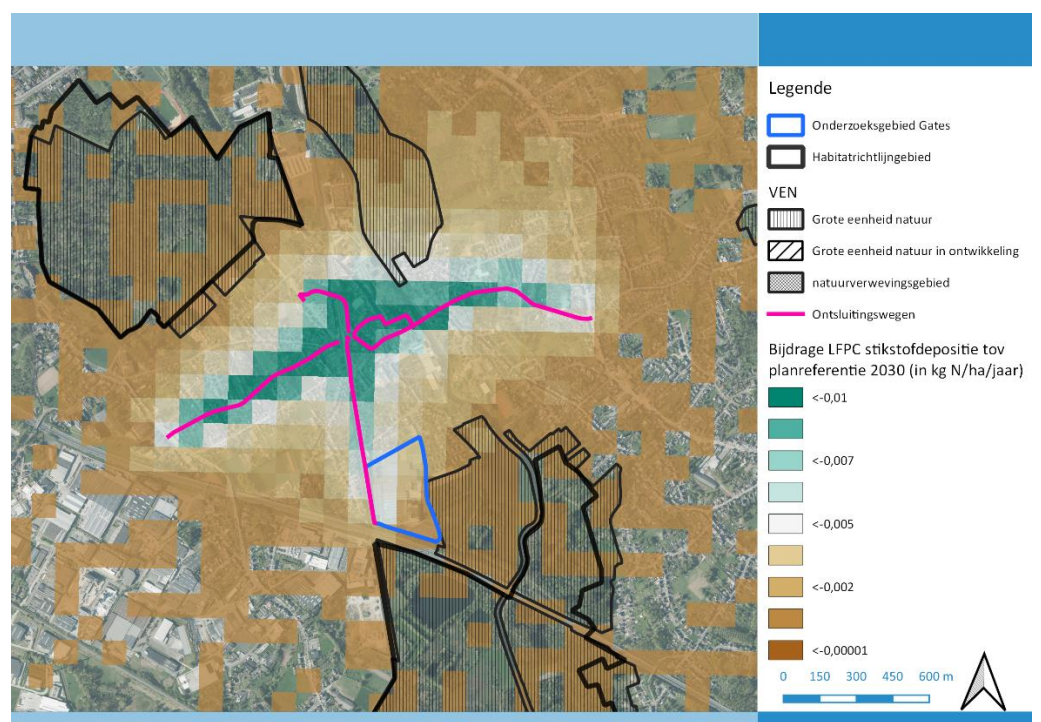 Legende
Onderzoeksgebied Gates
Habitatrichtlijngebied
VEN
Grote eenheid natuur
Grote eenheid natuur in ontwikkeling
natuurverwevingsgebied
Ontsluitingswegen
Bijdrage LFPC stikstofdepositie tov
planreferentie 2030 (in kg N/ha/jaar)
<-0,01
<-0,007
<-0,005
<-0,002
<-0,00001
0 150 300 450 600 m